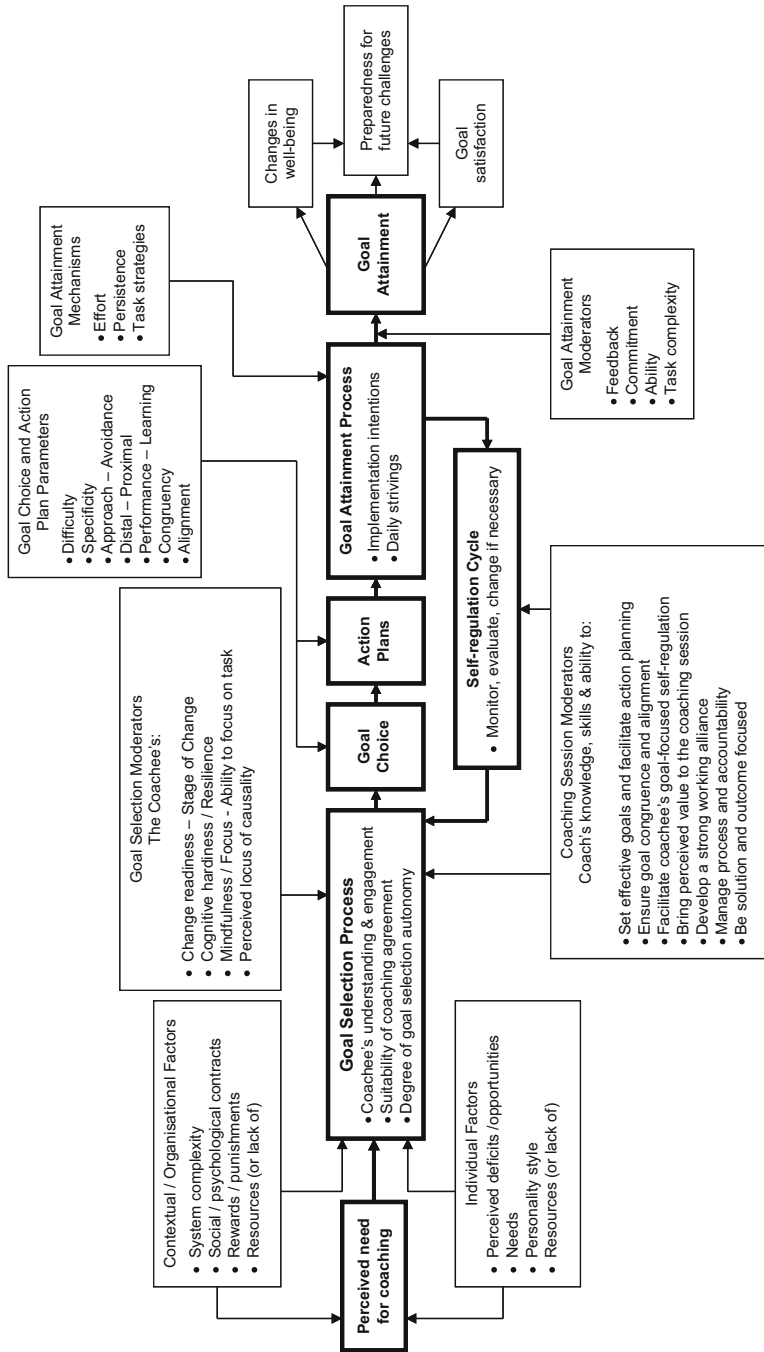 Contextual / Organisational Factors
• System complexity
• Social / psychological contracts
• Rewards / punishments
• Resources (or lack of)
Perceived need
for coaching
Individual Factors
• Perceived deficits /opportunities
• Needs
• Personality style
• Resources (or lack of)
Goal Selection Moderators
The Coachee's:
• Change readiness – Stage of Change
• Cognitive hardiness / Resilience
• Mindfulness / Focus - Ability to focus on task
• Perceived locus of causality
Goal Selection Process
• Coachee's understanding & engagement
• Suitability of coaching agreement
• Degree of goal selection autonomy
Coaching Session Moderators
Coach's knowledge, skills & ability to:
• Set effective goals and facilitate action planning
• Ensure goal congruence and alignment
• Facilitate coachee's goal-focused self-regulation
• Bring perceived value to the coaching session
• Develop a strong working alliance
• Manage process and accountability
• Be solution and outcome focused
Goal Choice and Action
Plan Parameters
• Difficulty
• Specificity
• Approach – Avoidance
• Distal – Proximal
• Performance – Learning
• Congruency
• Alignment
Goal
Choice
Action
Plans
Self-regulation Cycle
• Monitor, evaluate, change if necessary
Goal Attainment
Mechanisms
• Effort
• Persistence
• Task strategies
Goal Attainment Process
• Implementation intentions
• Daily strivings
Goal Attainment
Moderators
• Feedback
• Commitment
• Ability
• Task complexity
Goal
Attainment
Changes in
well-being
Preparedness for
future challenges
Goal
satisfaction